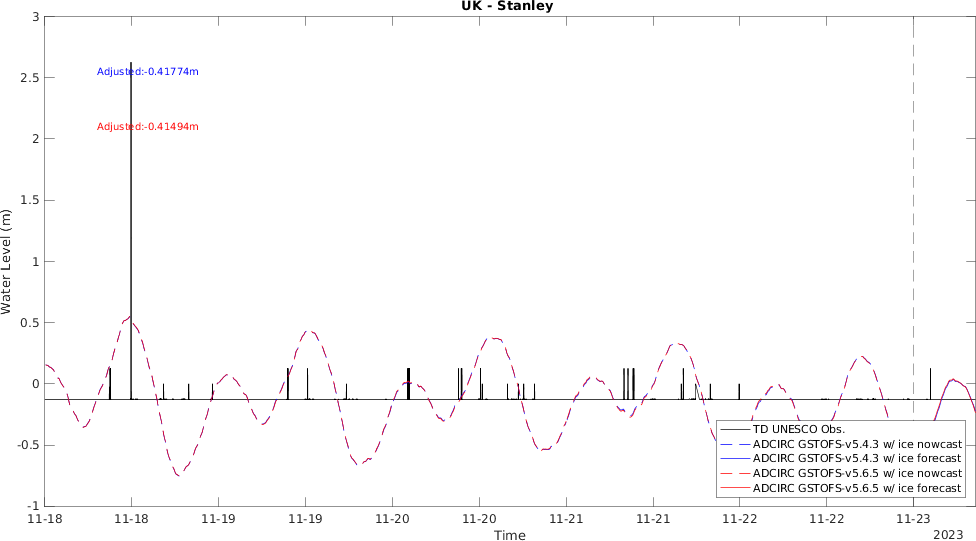 UK - Stanley
3
2.5
2
1.5
1
0.5
0
-0.5
-1
Water Level (m)
Adjusted:-0.41774m
Adjusted:-0.41494m
TD UNESCO Obs.
ADCIRC GSTOFS-v5.4.3 w/ ice nowcast
ADCIRC GSTOFS-v5.4.3 w/ ice forecast
ADCIRC GSTOFS-v5.6.5 w/ ice nowcast
ADCIRC GSTOFS-v5.6.5 w/ ice forecast
11-18 11-18 11-19 11-19 11-20 11-20 11-21 11-21 11-22 11-22 11-23
Time
2023